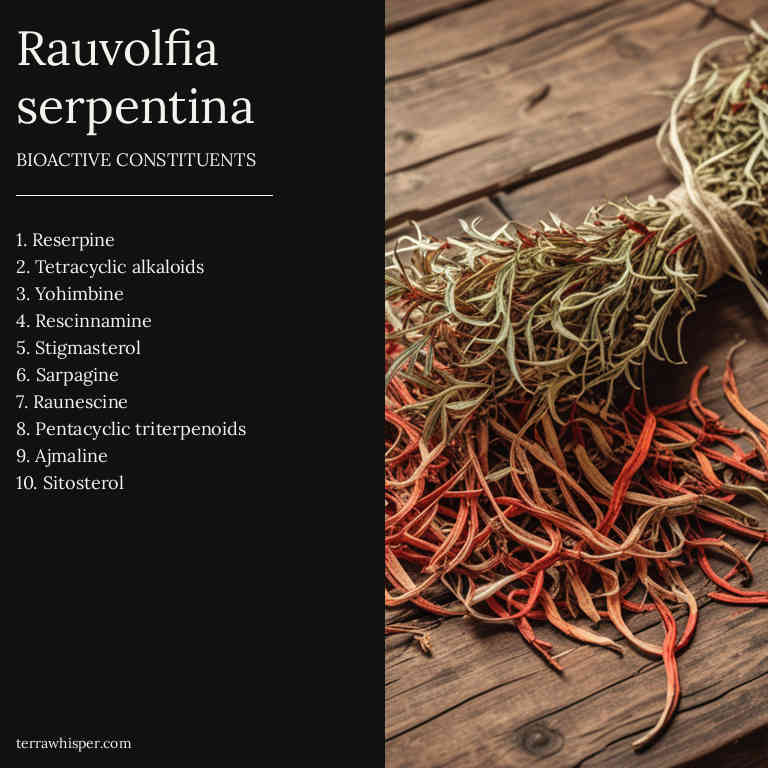 Rauvolfia
serpentina
BIOACTIVE CONSTITUENTS
1. Reserpine
2. Tetracyclic alkaloids
3. Yohimbine
4. Rescinnamine
5. Stigmasterol
6. Sarpagine
7. Raunescine
8. Pentacyclic triterpenoids
9. Ajmaline
10. Sitosterol
terrawhisper.com